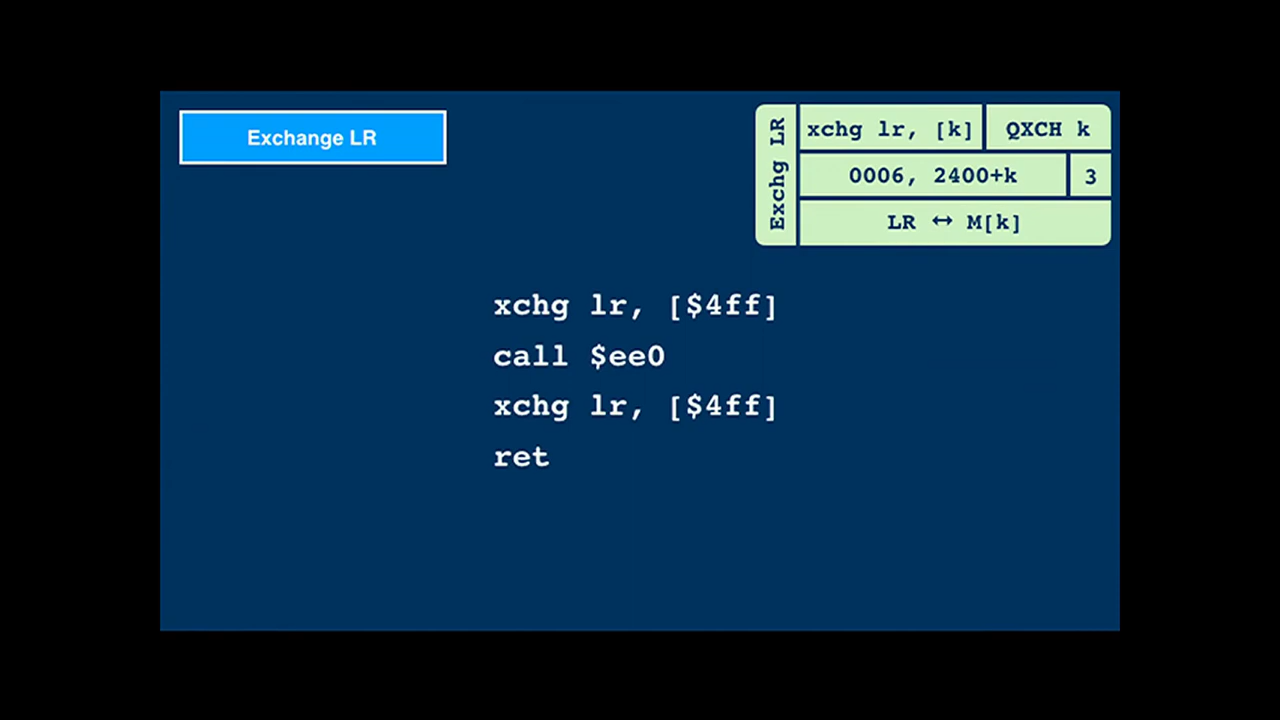 Exchange LR
Exchg LR
xchg lr, [k]
QXCH k
0006, 2400+k
3
LR ↔ M[k]
xchg lr, [$4ff]
call $ee0
xchg lr, [$4ff]
ret